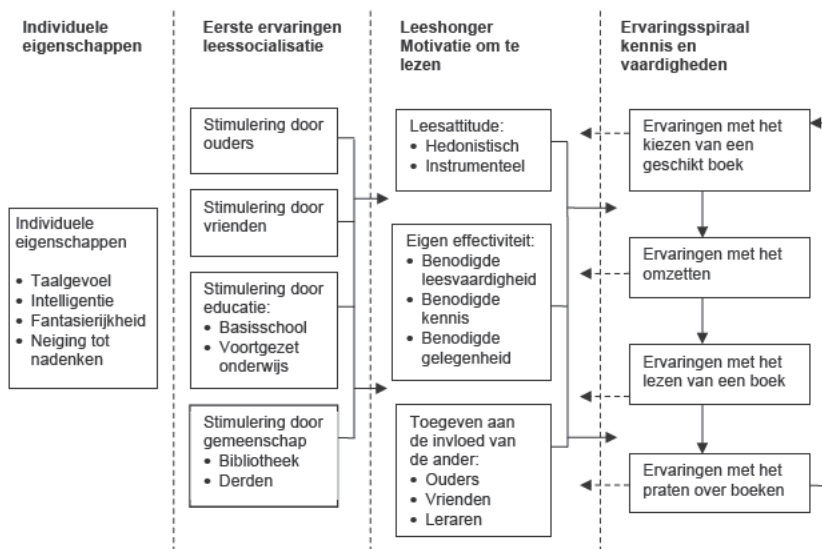 Individuele
eigenschappen
Eerste ervaringen
leessocialisatie
Leeshonger
Motivatie om te
lezen
Ervaringsspiraal
kennis en
vaardigheden
Individuele
eigenschappen
• Taalgevoel
• Intelligentie
• Fantasierijkheid
• Neiging tot
nadenken
Stimulering door
ouders
Stimulering door
vrienden
Stimulering door
educatie:
• Basisschool
• Voortgezet
onderwijs
Stimulering door
gemeenschap
• Bibliotheek
• Derden
Leesattitude:
• Hedonistisch
• Instrumenteel
Eigen effectiviteit:
• Benodigde
leesvaardigheid
• Benodigde
kennis
• Benodigde
gelegenheid
Toegeven aan
de invloed van
de ander:
• Ouders
• Vrienden
• Leraren
Ervaringen met het
kiezen van een
geschikt boek
Ervaringen met het
omzetten
Ervaringen met het
lezen van een boek
Ervaringen met het
praten over boeken